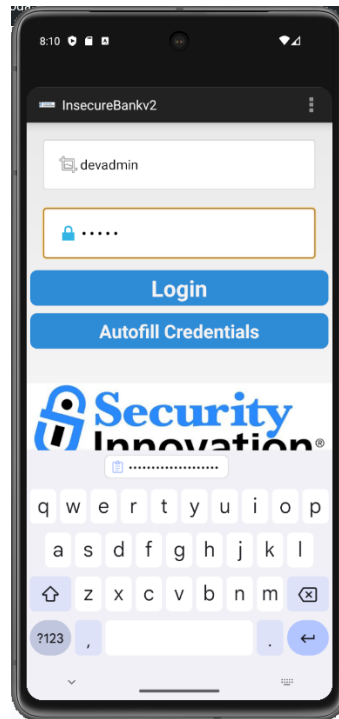 8:10
InsecureBankv2
devadmin
•••••
Login
Autofill Credentials
Security
Innovation®
••••••••••••••••••••
q w e r t y u i o p
a s d f g h j k l
z x c v b n m
?123 , .